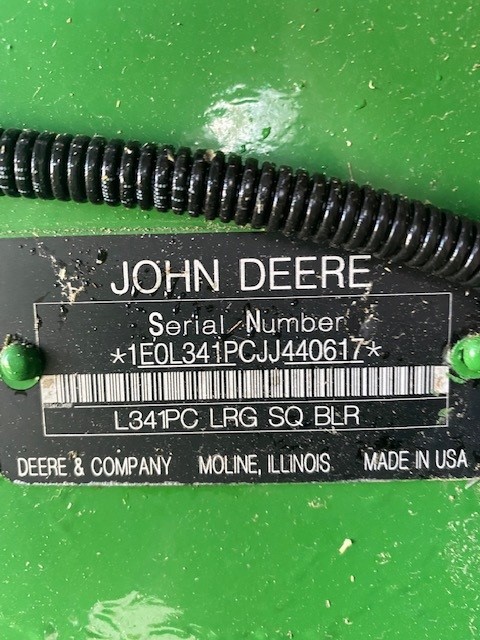 JOHN DEERE
Serial Number
*1E0L341PCJJ440617*
L341PC LRG SQ BLR
DEERE & COMPANY MOLINE, ILLINOIS MADE IN USA